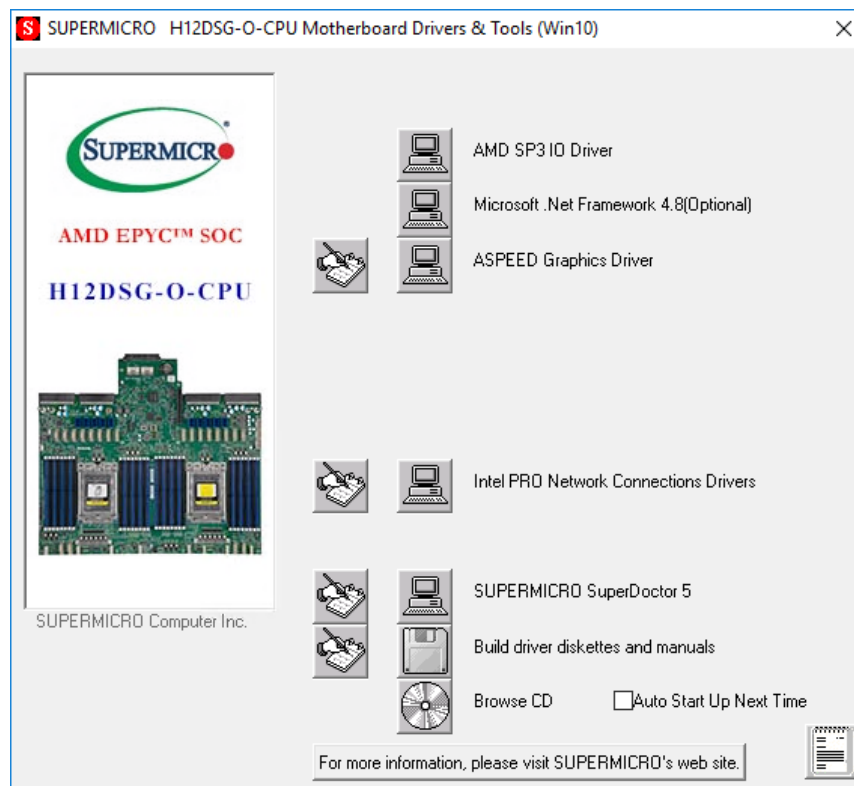 SUPERMICRO H12DSG-O-CPU Motherboard Drivers & Tools (Win10)
SUPERMICRO
AMD EPYC™ SOC
H12DSG-O-CPU
SUPERMICRO Computer Inc.
AMD SP3 IO Driver
Microsoft .Net Framework 4.8(Optional)
ASPEED Graphics Driver
Intel PRO Network Connections Drivers
SUPERMICRO SuperDoctor 5
Build driver diskettes and manuals
Browse CD Auto Start Up Next Time
For more information, please visit SUPERMICRO's web site.